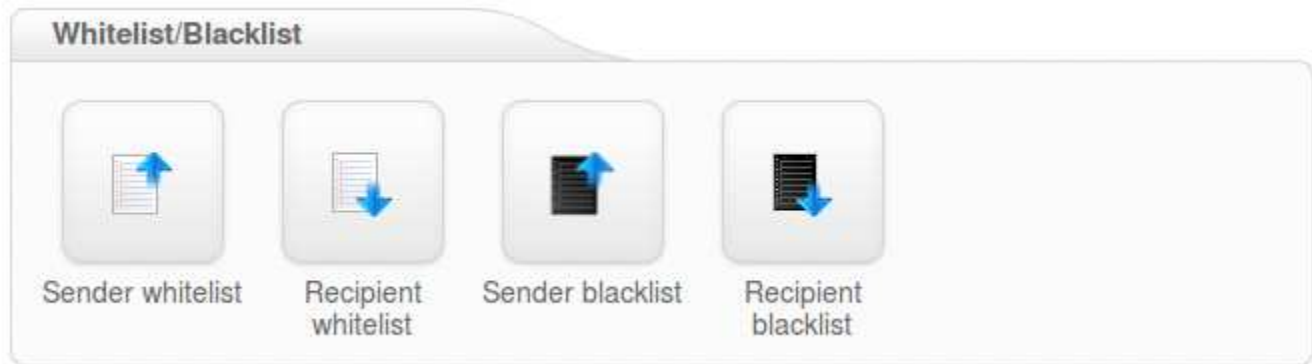 Whitelist/Blacklist
Sender whitelist
Recipient
whitelist
Sender blacklist
Recipient
blacklist